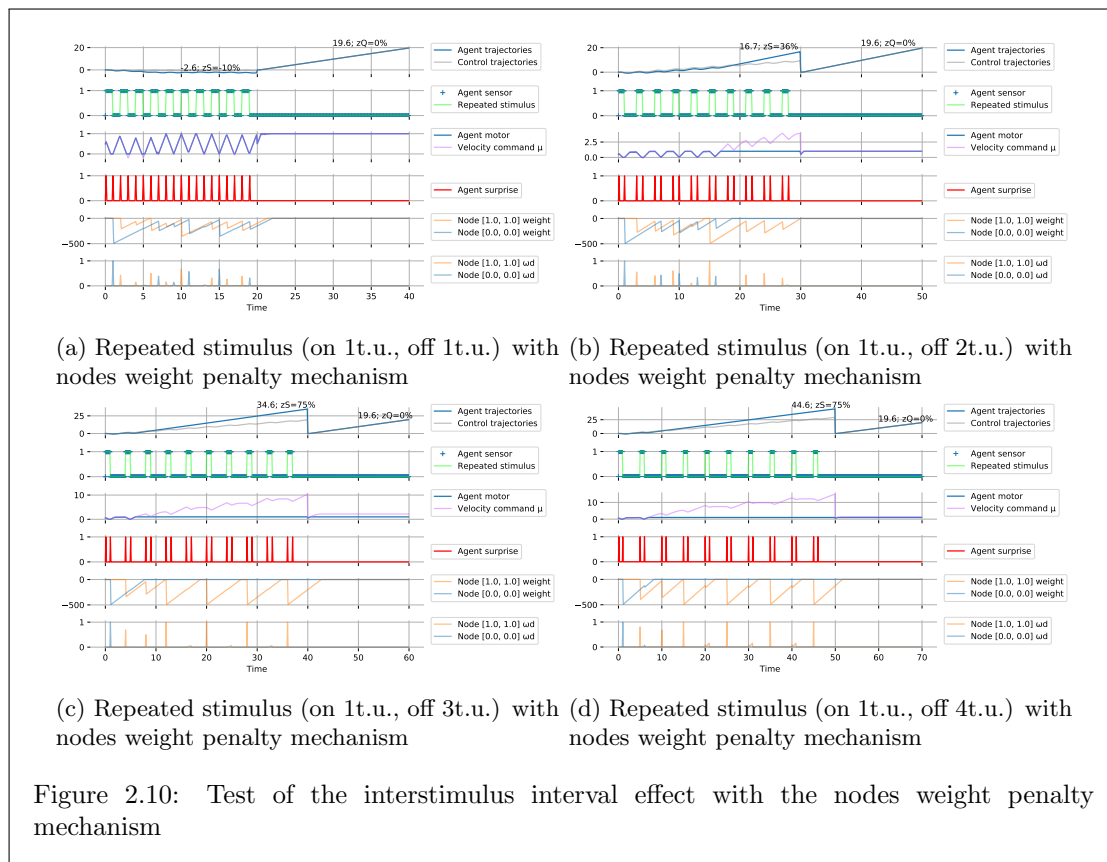 19.6; zQ=0%
20
-2.6; zS=-10%
0
Agent trajectories
Control trajectories
1
0
Agent sensor
Repeated stimulus
1
0
Agent motor
Velocity command μ
1
0
Agent surprise
0
−500
Node [1.0, 1.0] weight
Node [0.0, 0.0] weight
1
0
Node [1.0, 1.0] ωd
Node [0.0, 0.0] ωd
0 5 10 15 20 25 30 35 40
Time
(a) Repeated stimulus (on 1t.u., off 1t.u.) with
nodes weight penalty mechanism
16.7; zS=36% 19.6; zQ=0%
20
0
Agent trajectories
Control trajectories
1
0
Agent sensor
Repeated stimulus
2.5
0.0
Agent motor
Velocity command μ
1
0
Agent surprise
0
−500
Node [1.0, 1.0] weight
Node [0.0, 0.0] weight
1
0
Node [1.0, 1.0] ωd
Node [0.0, 0.0] ωd
0 10 20 30 40 50
Time
(b) Repeated stimulus (on 1t.u., off 2t.u.) with
nodes weight penalty mechanism
34.6; zS=75%
19.6; zQ=0%
25
0
Agent trajectories
Control trajectories
1
0
Agent sensor
Repeated stimulus
10
0
Agent motor
Velocity command μ
1
0
Agent surprise
0
−500
Node [1.0, 1.0] weight
Node [0.0, 0.0] weight
1
0
Node [1.0, 1.0] ωd
Node [0.0, 0.0] ωd
0 10 20 30 40 50 60
Time
(c) Repeated stimulus (on 1t.u., off 3t.u.) with
nodes weight penalty mechanism
44.6; zS=75%
19.6; zQ=0%
25
0
Agent trajectories
Control trajectories
1
0
Agent sensor
Repeated stimulus
10
0
Agent motor
Velocity command μ
1
0
Agent surprise
0
−500
Node [1.0, 1.0] weight
Node [0.0, 0.0] weight
1
0
Node [1.0, 1.0] ωd
Node [0.0, 0.0] ωd
0 10 20 30 40 50 60 70
Time
(d) Repeated stimulus (on 1t.u., off 4t.u.) with
nodes weight penalty mechanism
Figure 2.10: Test of the interstimulus interval effect with the nodes weight penalty
mechanism